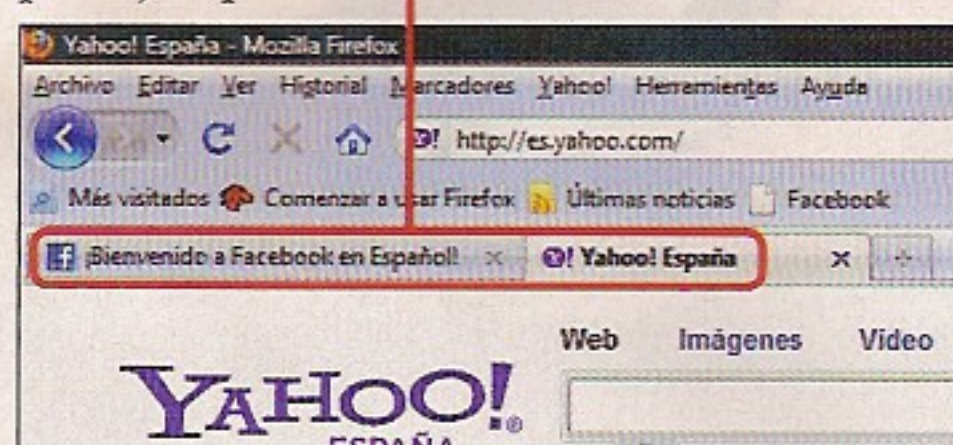 Yahoo! España - Mozilla Firefox
Archivo Editar Ver Historial Marcadores Yahoo! Herramientas Ayuda
http://es.yahoo.com/
Más visitados Comenzar a usar Firefox Últimas noticias Facebook
¡Bienvenido a Facebook en Español! Yahoo! España
Web Imágenes Vídeo
YAHOO!®
ESPAÑA